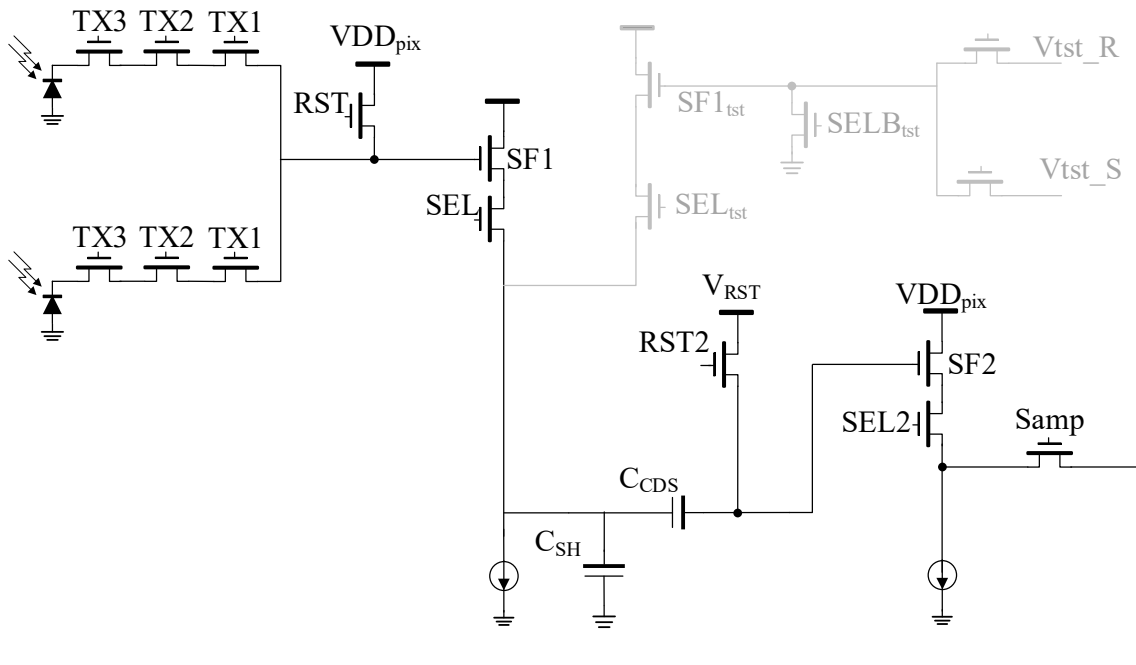 TX3 TX2 TX1
VDDpix
RST
SF1
SEL
SF1tst
SELBtst
Vtst_R
Vtst_S
SELtst
TX3 TX2 TX1
VRST
RST2
VDDpix
SF2
SEL2
Samp
CCDS
CSH